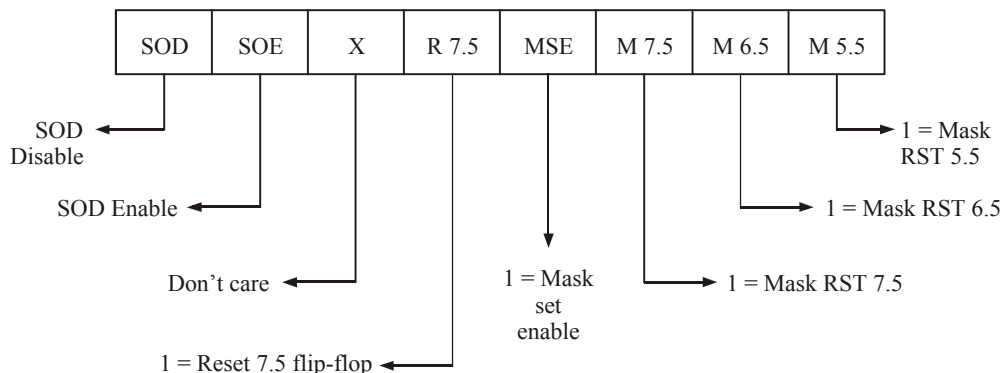 SOD SOE X R 7.5 MSE M 7.5 M 6.5 M 5.5
SOD
Disable
1 = Mask
RST 5.5
SOD Enable
1 = Mask RST 6.5
Don’t care
1 = Mask
set
enable
1 = Mask RST 7.5
1 = Reset 7.5 flip-flop